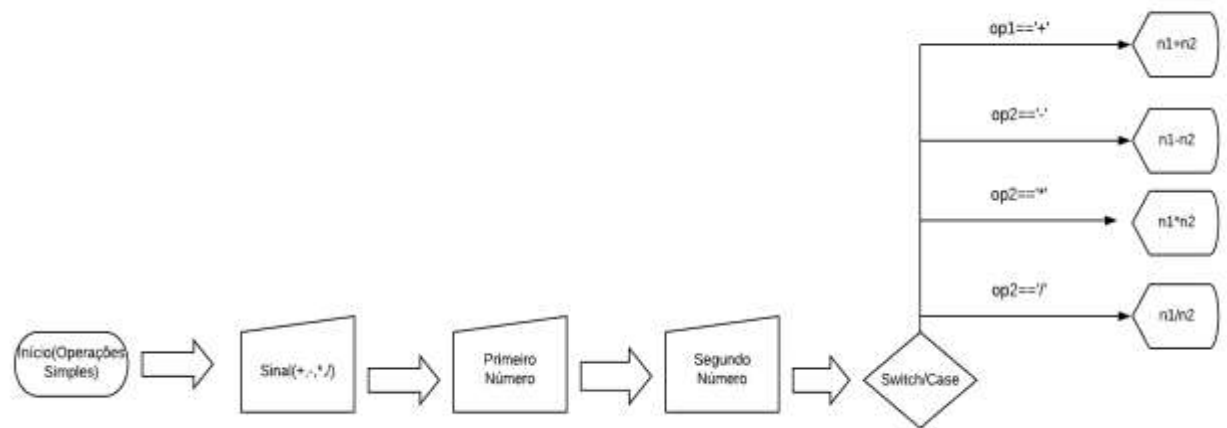 op1=='+'
n1+n2
op2=='-'
n1-n2
op2=='*'
n1*n2
op2=='/'
n1/n2
Início(Operações
Simples)
Sinal(+,-,*,/)
Primeiro
Número
Segundo
Número
Switch/Case